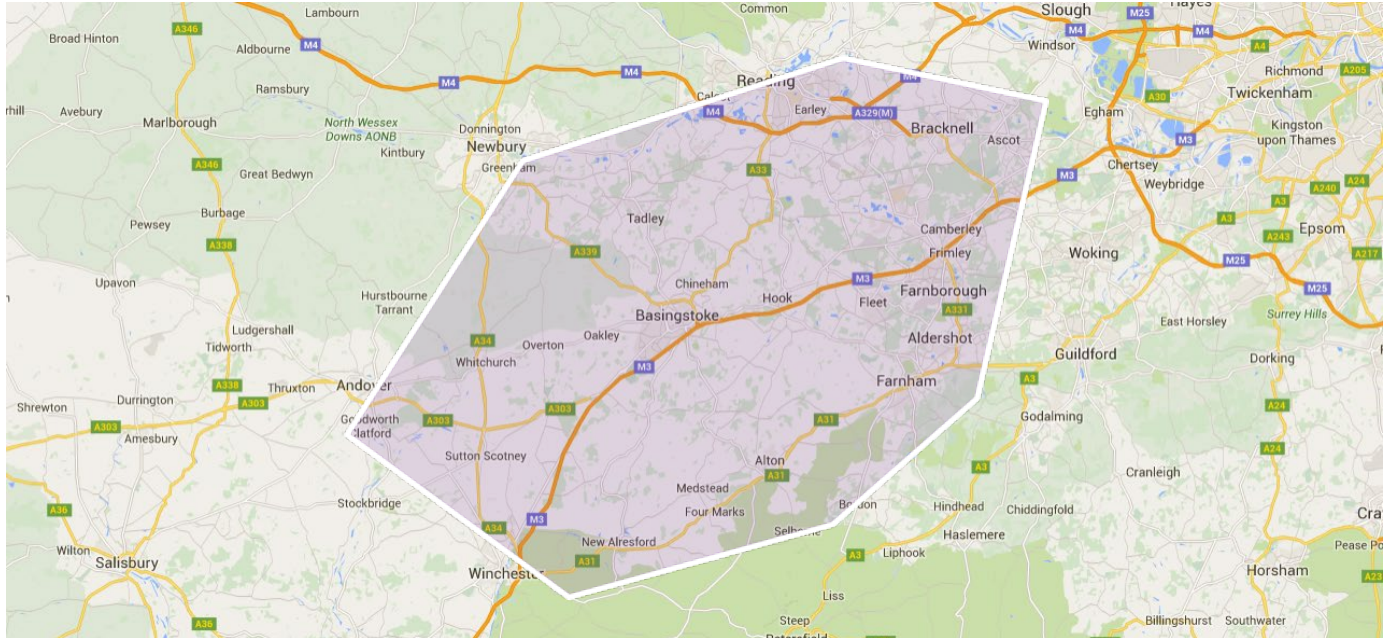 Lambourn
Common
Slough
M25
Hayes
A346
Broad Hinton
M4
Aldbourne
M4
M4
A4
Windsor
Richmond
A205
M4
M4
Reading
M4
Ramsbury
Calcot
Earley
A30
Egham
Twickenham
A30
Avebury
Marlborough
North Wessex
Downs AONB
Donnington
Newbury
M4
A329(M)
Bracknell
Ascot
M3
Kingston
upon Thames
Kintbury
Greenham
A346
Great Bedwyn
A33
M3
Chertsey
Weybridge
A240
A24
Burbage
Pewsey
Tadley
A3
A3
Epsom
A338
A339
Camberley
Frimley
Woking
A243
A217
M25
Upavon
Chineham
M3
Hurstbourne
Tarrant
Hook
Fleet
Farnborough
M25
Basingstoke
A331
East Horsley
Surrey Hills
Ludgershall
Tidworth
A34
Oakley
Overton
Aldershot
Whitchurch
Guildford
Dorking
M3
Thruxton
Andover
A338
A303
Farnham
A3
Shrewton
Durrington
A303
Amesbury
Goodworth
Clatford
A303
A303
A31
Godalming
A24
Sutton Scotney
Alton
A31
A3
A24
Cranleigh
Stockbridge
Medstead
Four Marks
Bordon
Hindhead
Chiddingfold
A36
M3
A34
Selborne
Haslemere
Wilton
Salisbury
New Alresford
A3
Liphook
Pease Po
Winchester
A31
Horsham
A23
Liss
A36
Steep
Petersfield
Billingshurst
Southwater